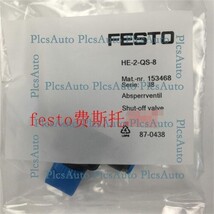 PlcsAuto
PlcsAuto
FESTO
HE-2-QS-8
Mat.-nr. 153468
Absperrventil
Shut-off valve
festo费斯托
87-0438
PlcsAuto
PlcsAuto